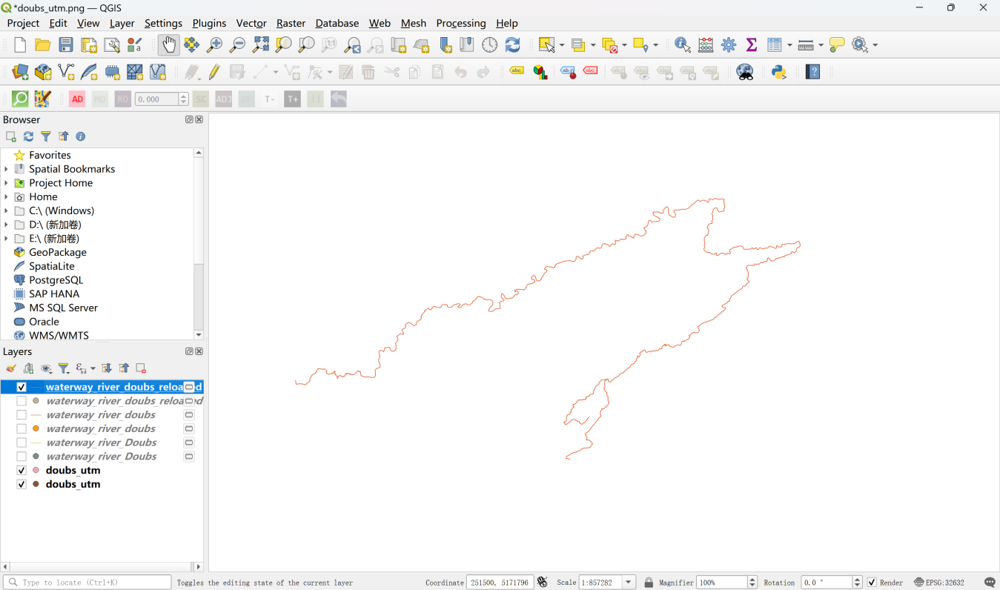 *doubs_utm.png — QGIS
Project Edit View Layer Settings Plugins Vector Raster Database Web Mesh Processing Help
AD RO 0.000 SC ADJ T- T+
Browser
Favorites
Spatial Bookmarks
Project Home
Home
C:\ (Windows)
D:\ (新加卷)
E:\ (新加卷)
GeoPackage
SpatiaLite
PostgreSQL
SAP HANA
MS SQL Server
Oracle
WMS/WMTS
Layers
waterway_river_doubs_reloa d
waterway_river_doubs_reloa d
waterway_river_doubs
waterway_river_doubs
waterway_river_Doubs
waterway_river_Doubs
doubs_utm
doubs_utm
Type to locate (Ctrl+K) Toggles the editing state of the current layer Coordinate 251500, 5171796 Scale 1:857282 Magnifier 100% Rotation 0.0 ° Render EPSG:32632